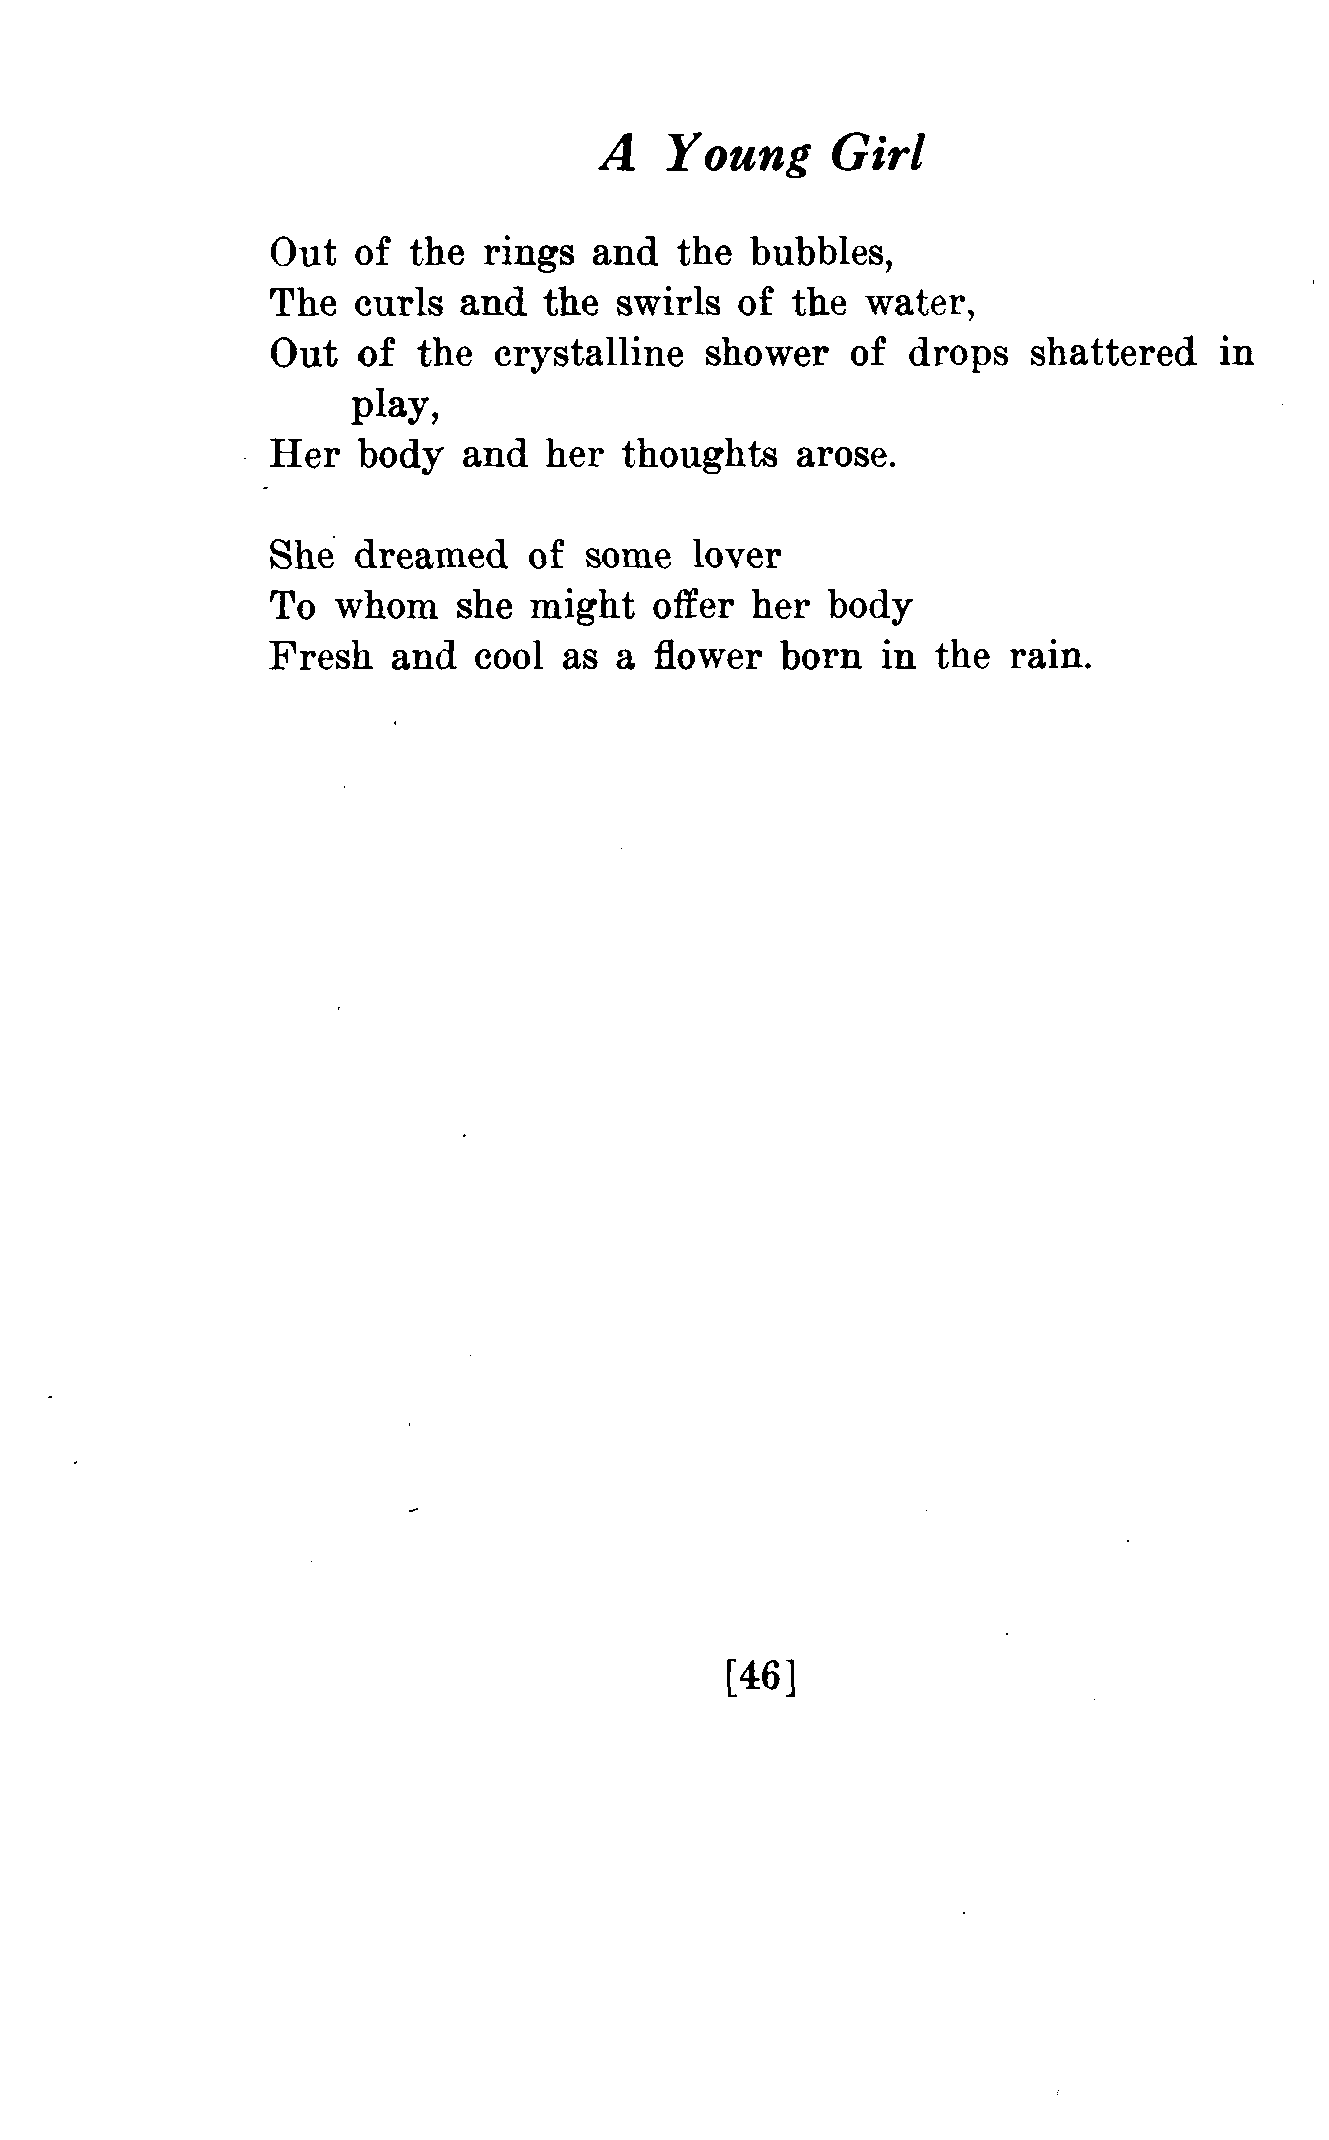 A Young Girl
Out of the rings and the bubbles,
The curls and the swirls of the water,
Out of the crystalline shower of drops shattered in
play,
Her body and her thoughts arose.
She dreamed of some lover
To whom she might offer her body
Fresh and cool as a flower born in the rain.
[46]